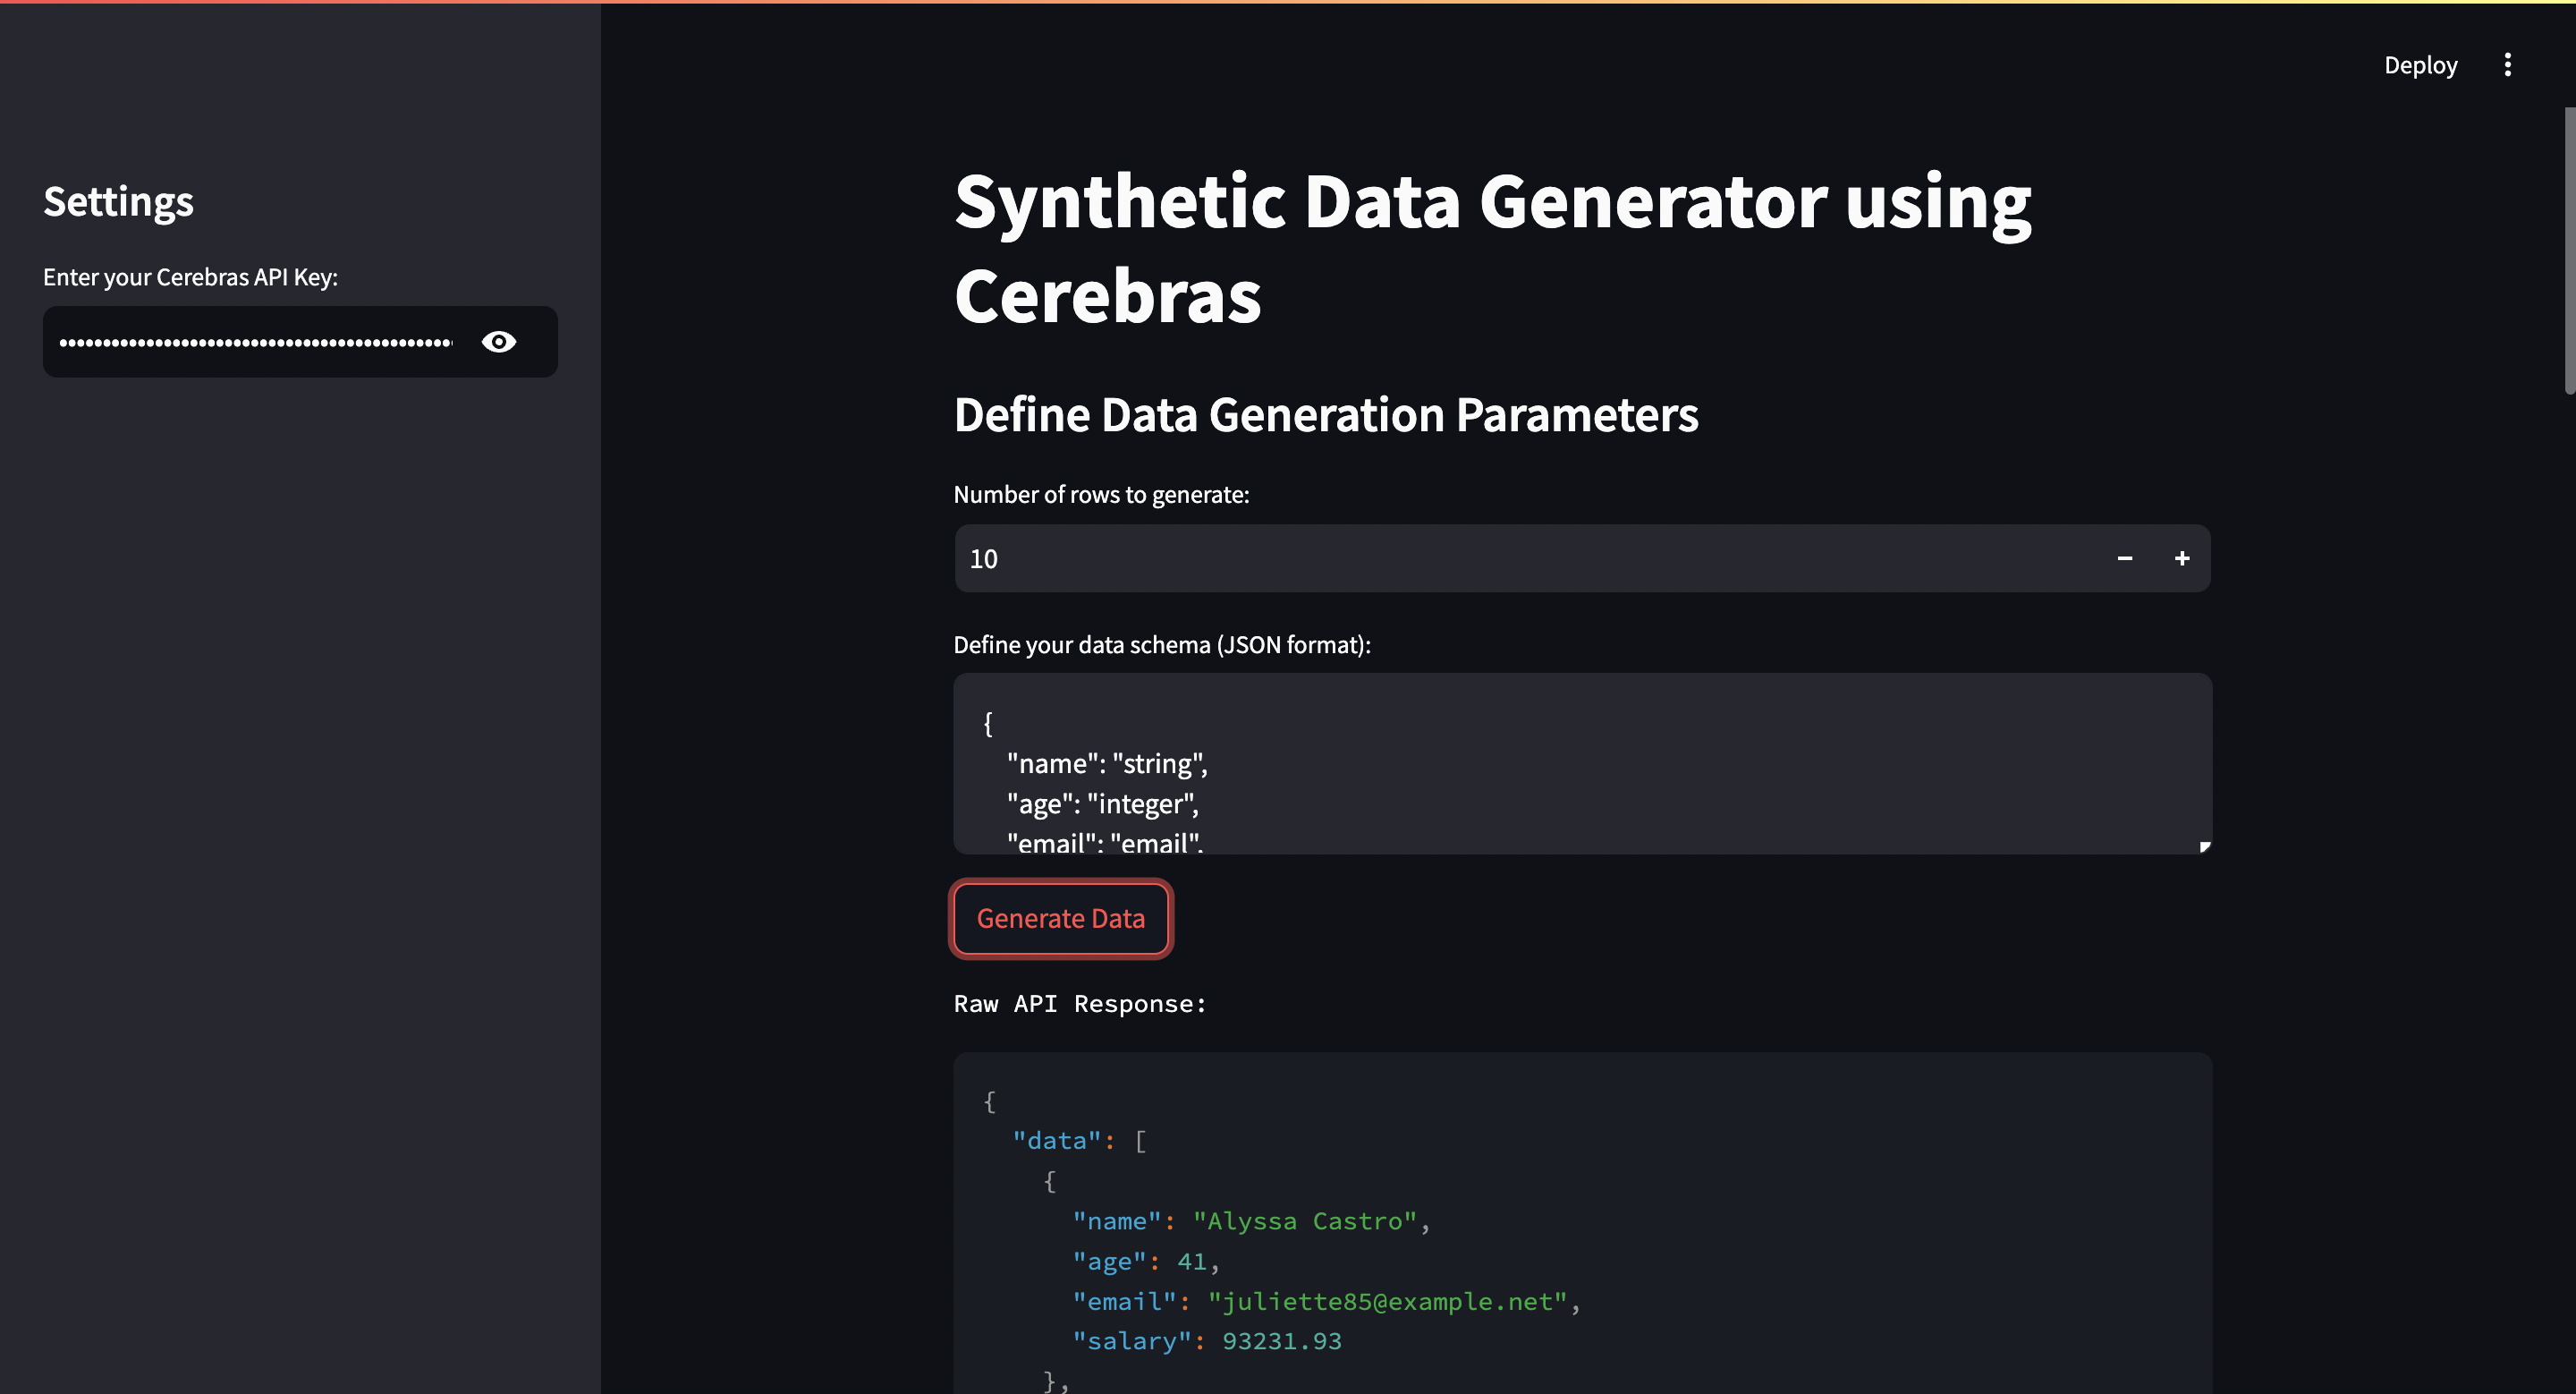 Deploy
Settings
Enter your Cerebras API Key:
Synthetic Data Generator using
Cerebras
Define Data Generation Parameters
Number of rows to generate:
10
Define your data schema (JSON format):
{
"name": "string",
"age": "integer",
"email": "email",
Generate Data
Raw API Response:
{
"data": [
{
"name": "Alyssa Castro",
"age": 41,
"email": "juliette85@example.net",
"salary": 93231.93
},